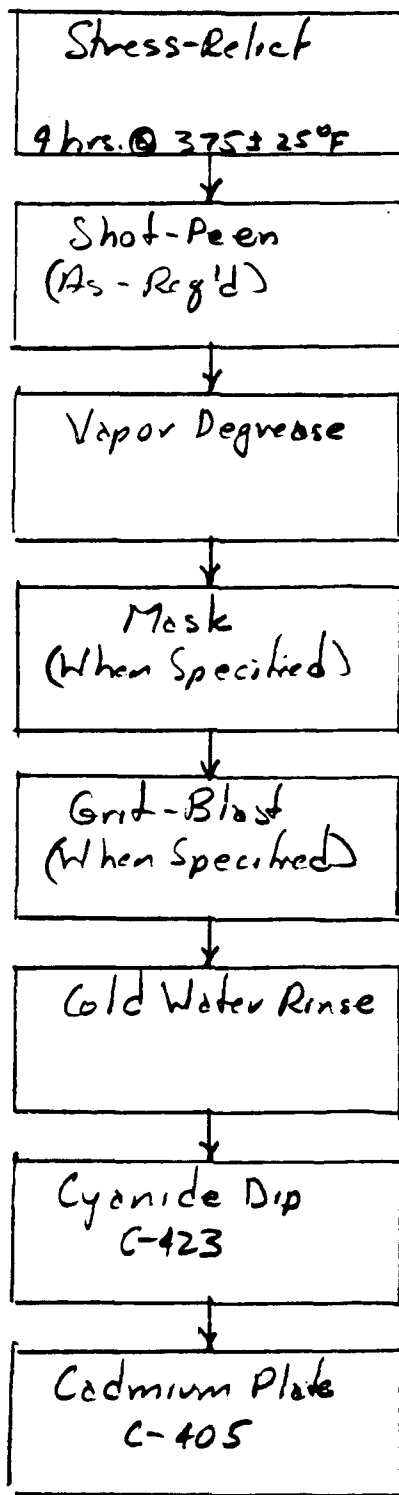 Stress-Relief
4 hrs. @ 375 ± 25°F
Shot-Peen
(As-Req'd)
Vapor Degrease
Mask
(When Specified)
Grit-Blast
(When Specified)
Cold Water Rinse
Cyanide Dip
C-423
Cadmium Plate
C-405